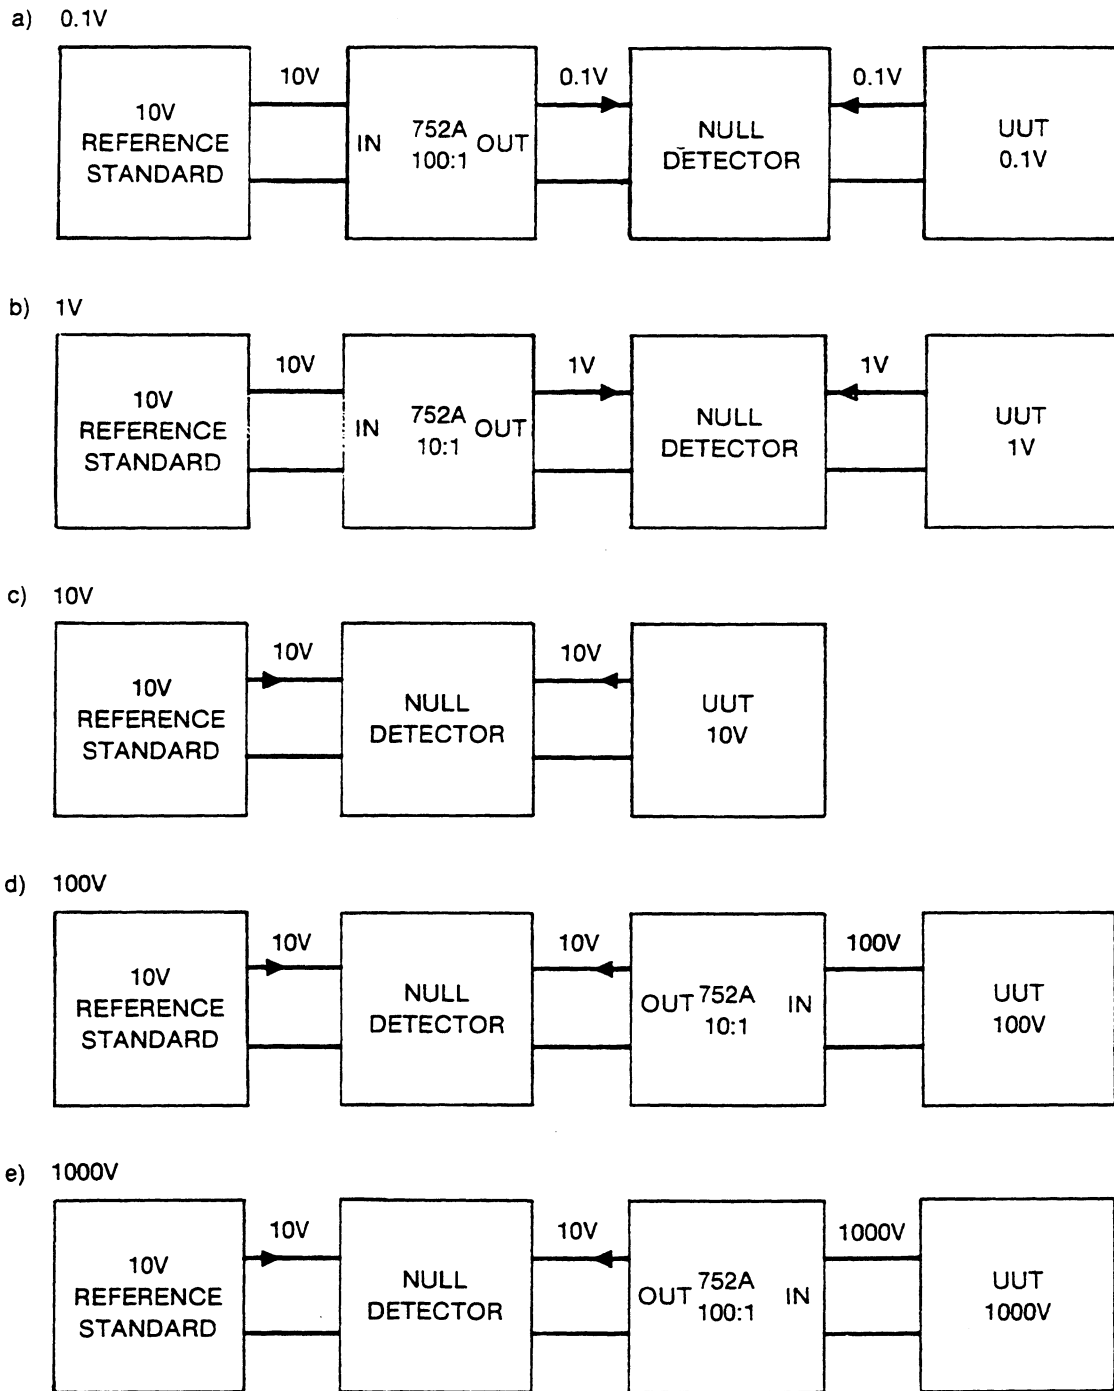 a) 0.1V
10V
REFERENCE
STANDARD
10V
IN 752A OUT
100:1
0.1V
NULL
DETECTOR
0.1V
UUT
0.1V
b) 1V
10V
REFERENCE
STANDARD
10V
IN 752A OUT
10:1
1V
NULL
DETECTOR
1V
UUT
1V
c) 10V
10V
REFERENCE
STANDARD
10V
NULL
DETECTOR
10V
UUT
10V
d) 100V
10V
REFERENCE
STANDARD
10V
NULL
DETECTOR
10V
OUT 752A IN
10:1
100V
UUT
100V
e) 1000V
10V
REFERENCE
STANDARD
10V
NULL
DETECTOR
10V
OUT 752A IN
100:1
1000V
UUT
1000V